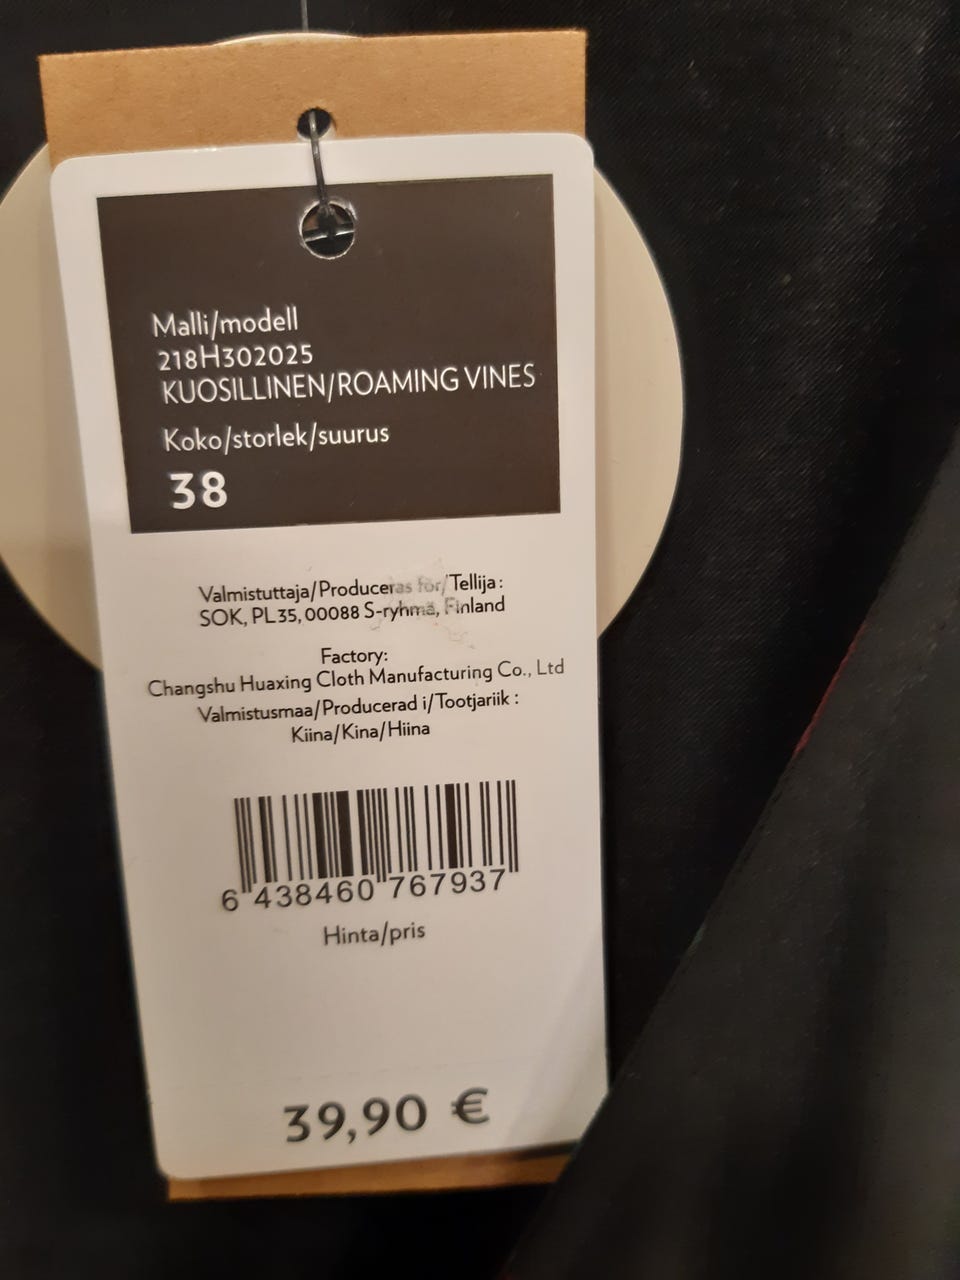 Malli/modell
218H302025
KUOSILLINEN/ROAMING VINES
Koko/storlek/suurus
38
Valmistuttaja/Produceras för/Tellija:
SOK, PL35, 00088 S-ryhmä, Finland
Factory:
Changshu Huaxing Cloth Manufacturing Co., Ltd
Valmistusmaa/Producerad i/Tootjariik :
Kiina/Kina/Hiina
6 438460 767937
Hinta/pris
39,90 €